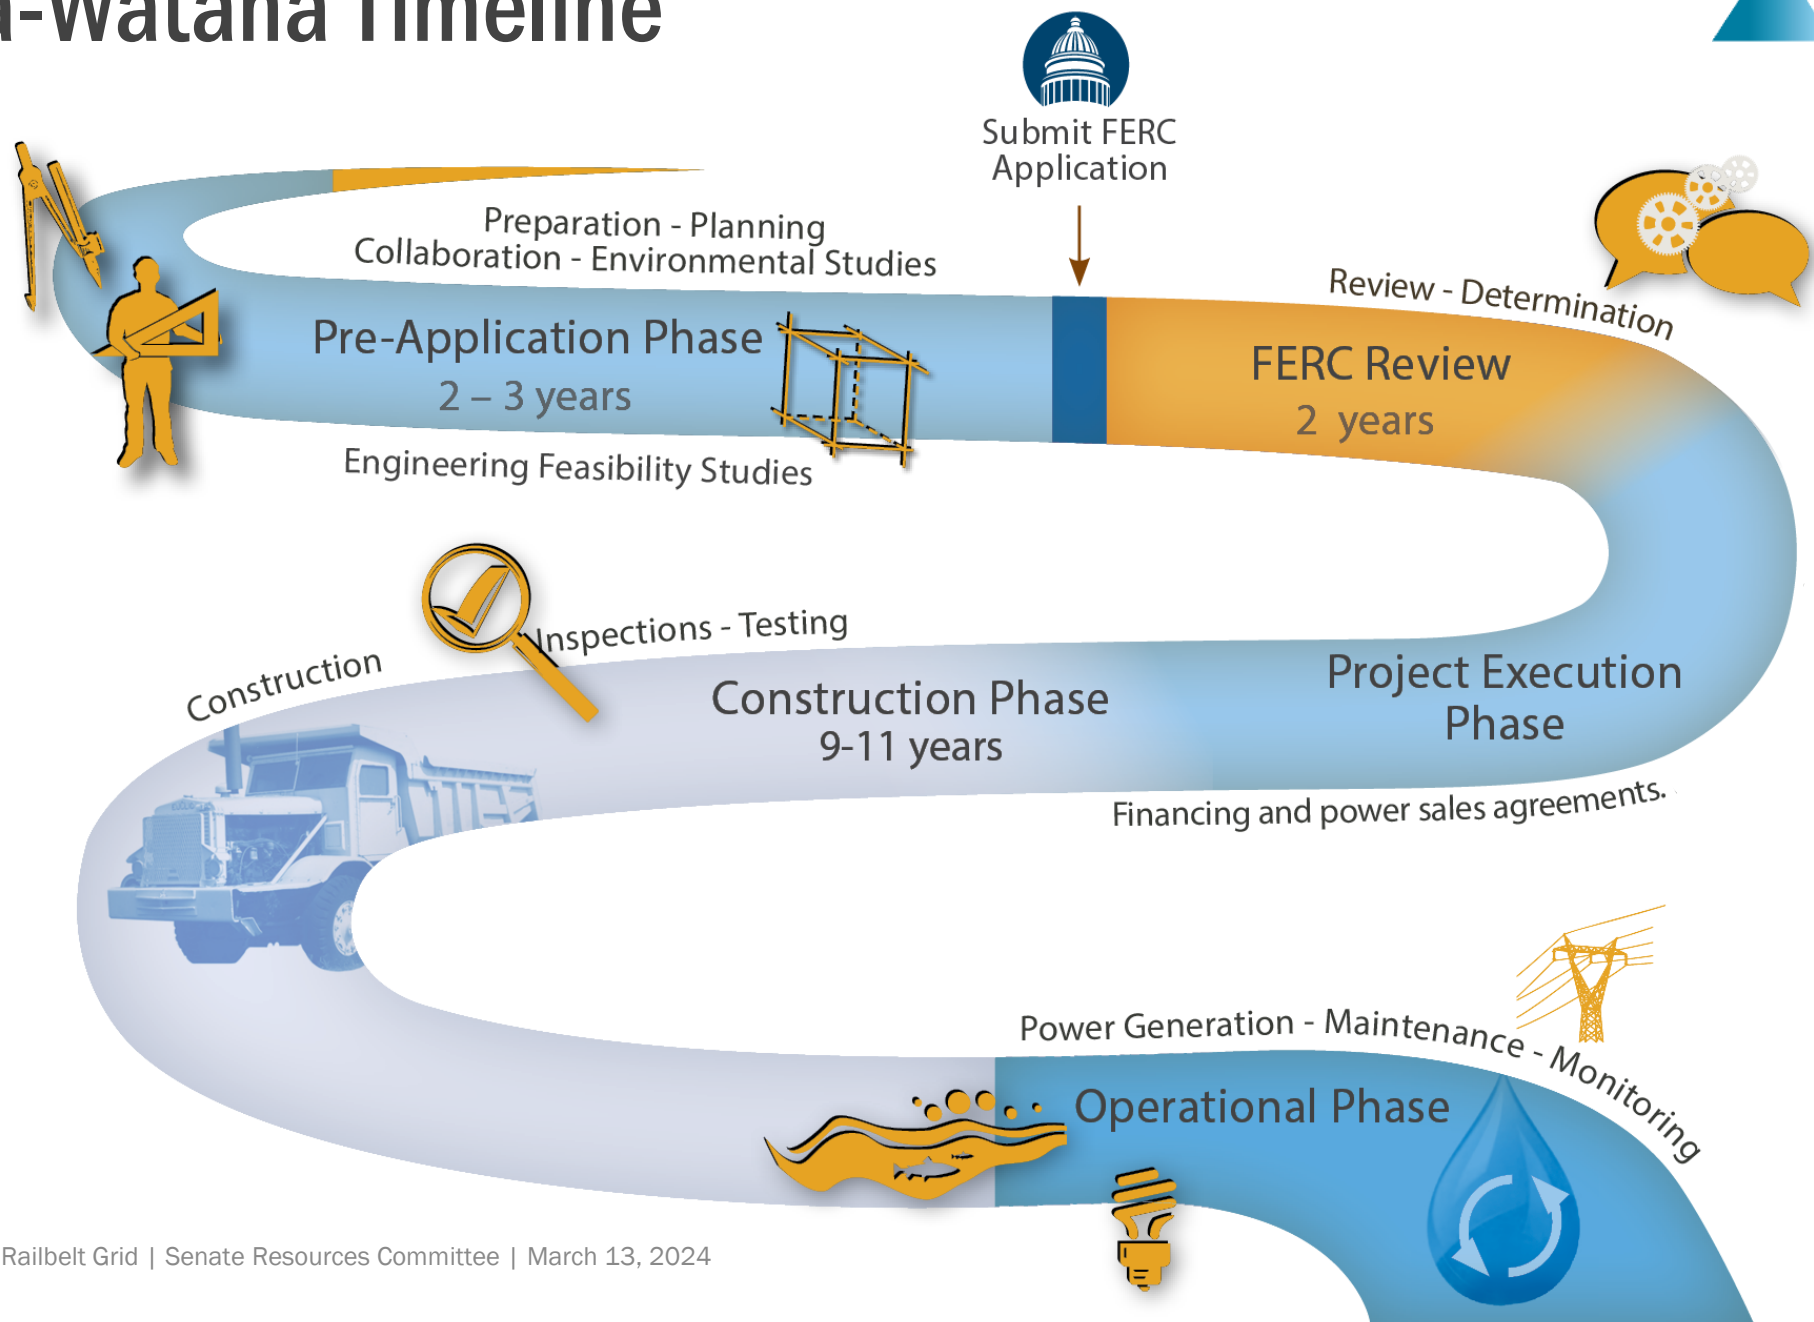 a-Watana Timeline
Submit FERC
Application
Preparation - Planning
Collaboration - Environmental Studies
Review - Determination
Pre-Application Phase
2 – 3 years
FERC Review
2 years
Engineering Feasibility Studies
Inspections - Testing
Construction
Construction Phase
9-11 years
Project Execution
Phase
Financing and power sales agreements.
Power Generation - Maintenance - Monitoring
Operational Phase
Railbelt Grid | Senate Resources Committee | March 13, 2024